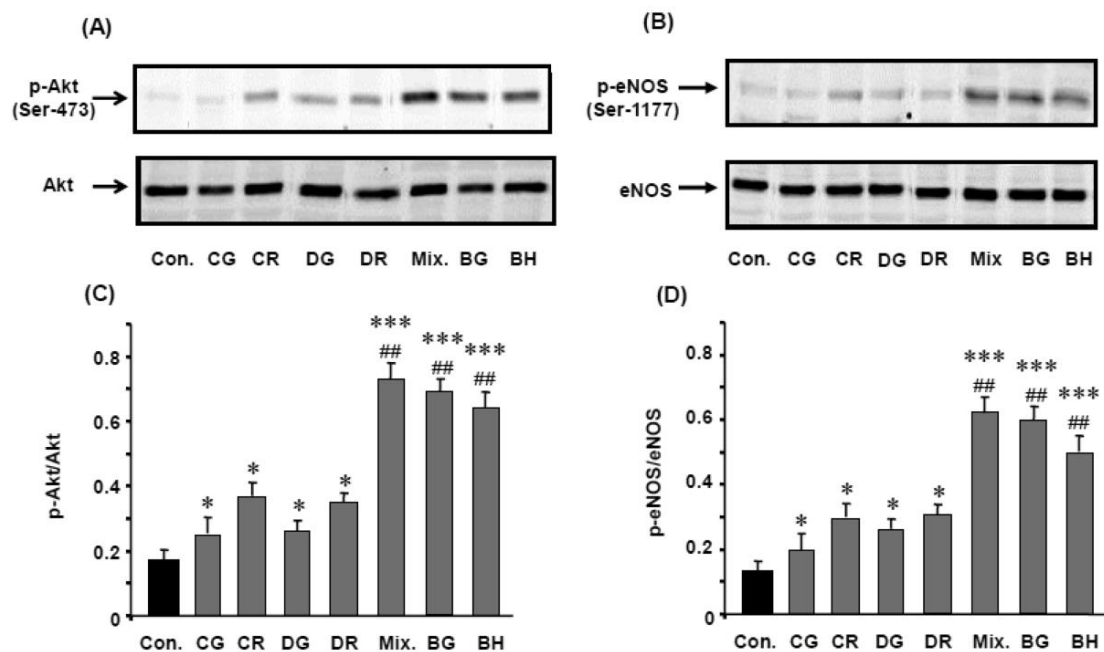 (A)
p-Akt
(Ser-473)
Akt
Con. CG CR DG DR Mix. BG BH
(B)
p-eNOS
(Ser-1177)
eNOS
Con. CG CR DG DR Mix BG BH
(C)
p-Akt/Akt
0.8
0.6
0.4
0.2
0
* * * * *** *** ***
## ## ##
Con. CG CR DG DR Mix. BG BH
(D)
p-eNOS/eNOS
0.8
0.6
0.4
0.2
0
* * * * *** *** ***
## ## ##
Con. CG CR DG DR Mix. BG BH